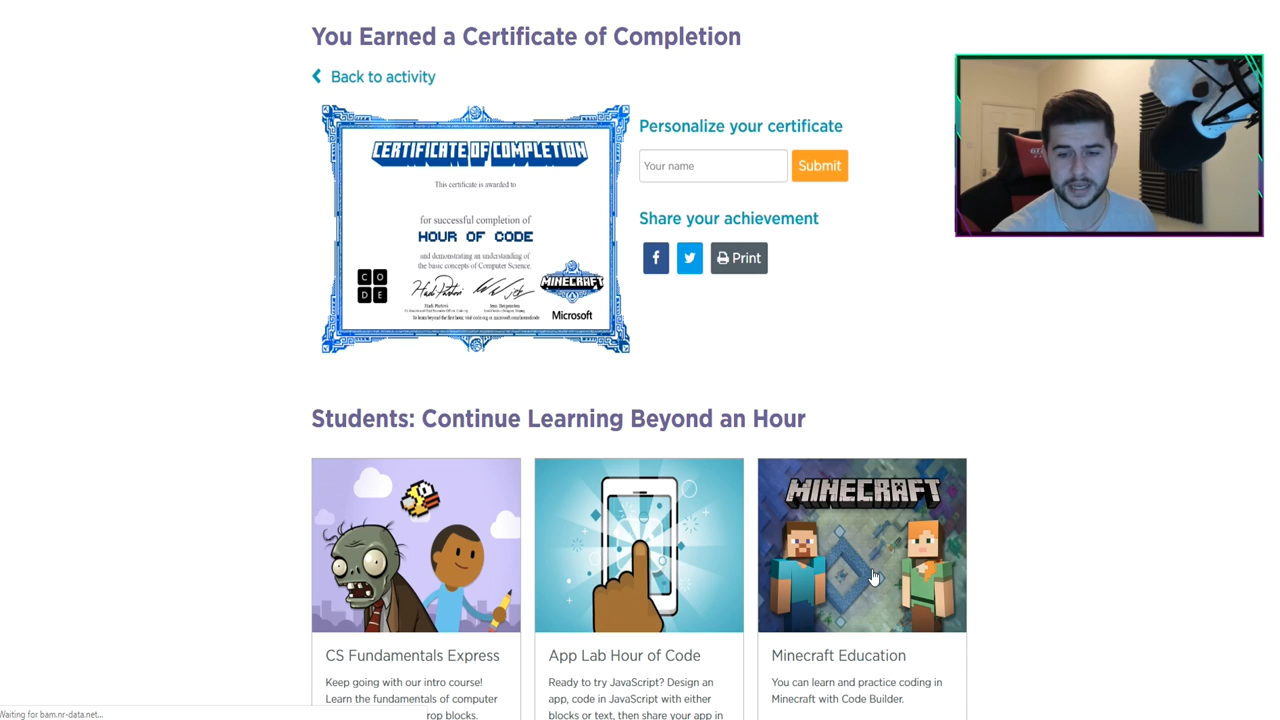 You Earned a Certificate of Completion
Back to activity
CERTIFICATE OF COMPLETION
This certificate is awarded to
for successful completion of
HOUR OF CODE
and demonstrating an understanding of
the basic concepts of Computer Science.
C O
D E
MINECRAFT
Microsoft
Personalize your certificate
Your name
Submit
Share your achievement
Print
Students: Continue Learning Beyond an Hour
MINECRAFT
CS Fundamentals Express
Keep going with our intro course!
Learn the fundamentals of computer
rop blocks.
App Lab Hour of Code
Ready to try JavaScript? Design an
app, code in JavaScript with either
blocks or text, then share your app in
Minecraft Education
You can learn and practice coding in
Minecraft with Code Builder.
Waiting for bam.nr-data.net...